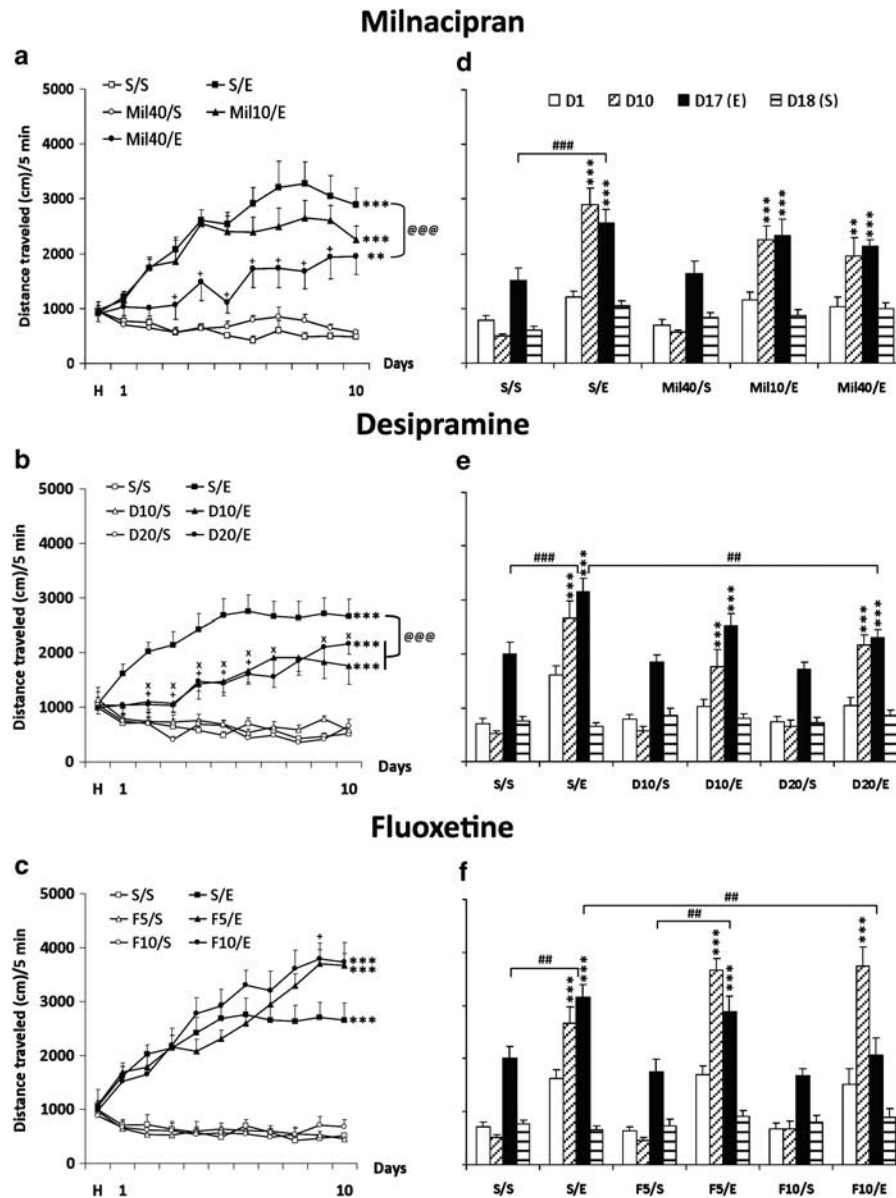 Milnacipran
a
5000
4000
3000
2000
1000
0
Distance traveled (cm)/5 min
S/S S/E
Mil40/S Mil10/E
Mil40/E
***
***
**
@@@
+ + + + + + +
H 1 10 Days
d
D1 D10 D17 (E) D18 (S)
###
*** ***
*** ***
** ***
S/S S/E Mil40/S Mil10/E Mil40/E
Desipramine
b
5000
4000
3000
2000
1000
0
Distance traveled (cm)/5 min
S/S S/E
D10/S D10/E
D20/S D20/E
***
***
***
@@@
x x x x x x x x
+ + + + +
H 1 10 Days
e
### ##
*** ***
*** ***
*** ***
S/S S/E D10/S D10/E D20/S D20/E
Fluoxetine
c
5000
4000
3000
2000
1000
0
Distance traveled (cm)/5 min
S/S S/E
F5/S F5/E
F10/S F10/E
+
***
***
***
H 1 10 Days
f
##
##
##
*** ***
*** ***
***
S/S S/E F5/S F5/E F10/S F10/E